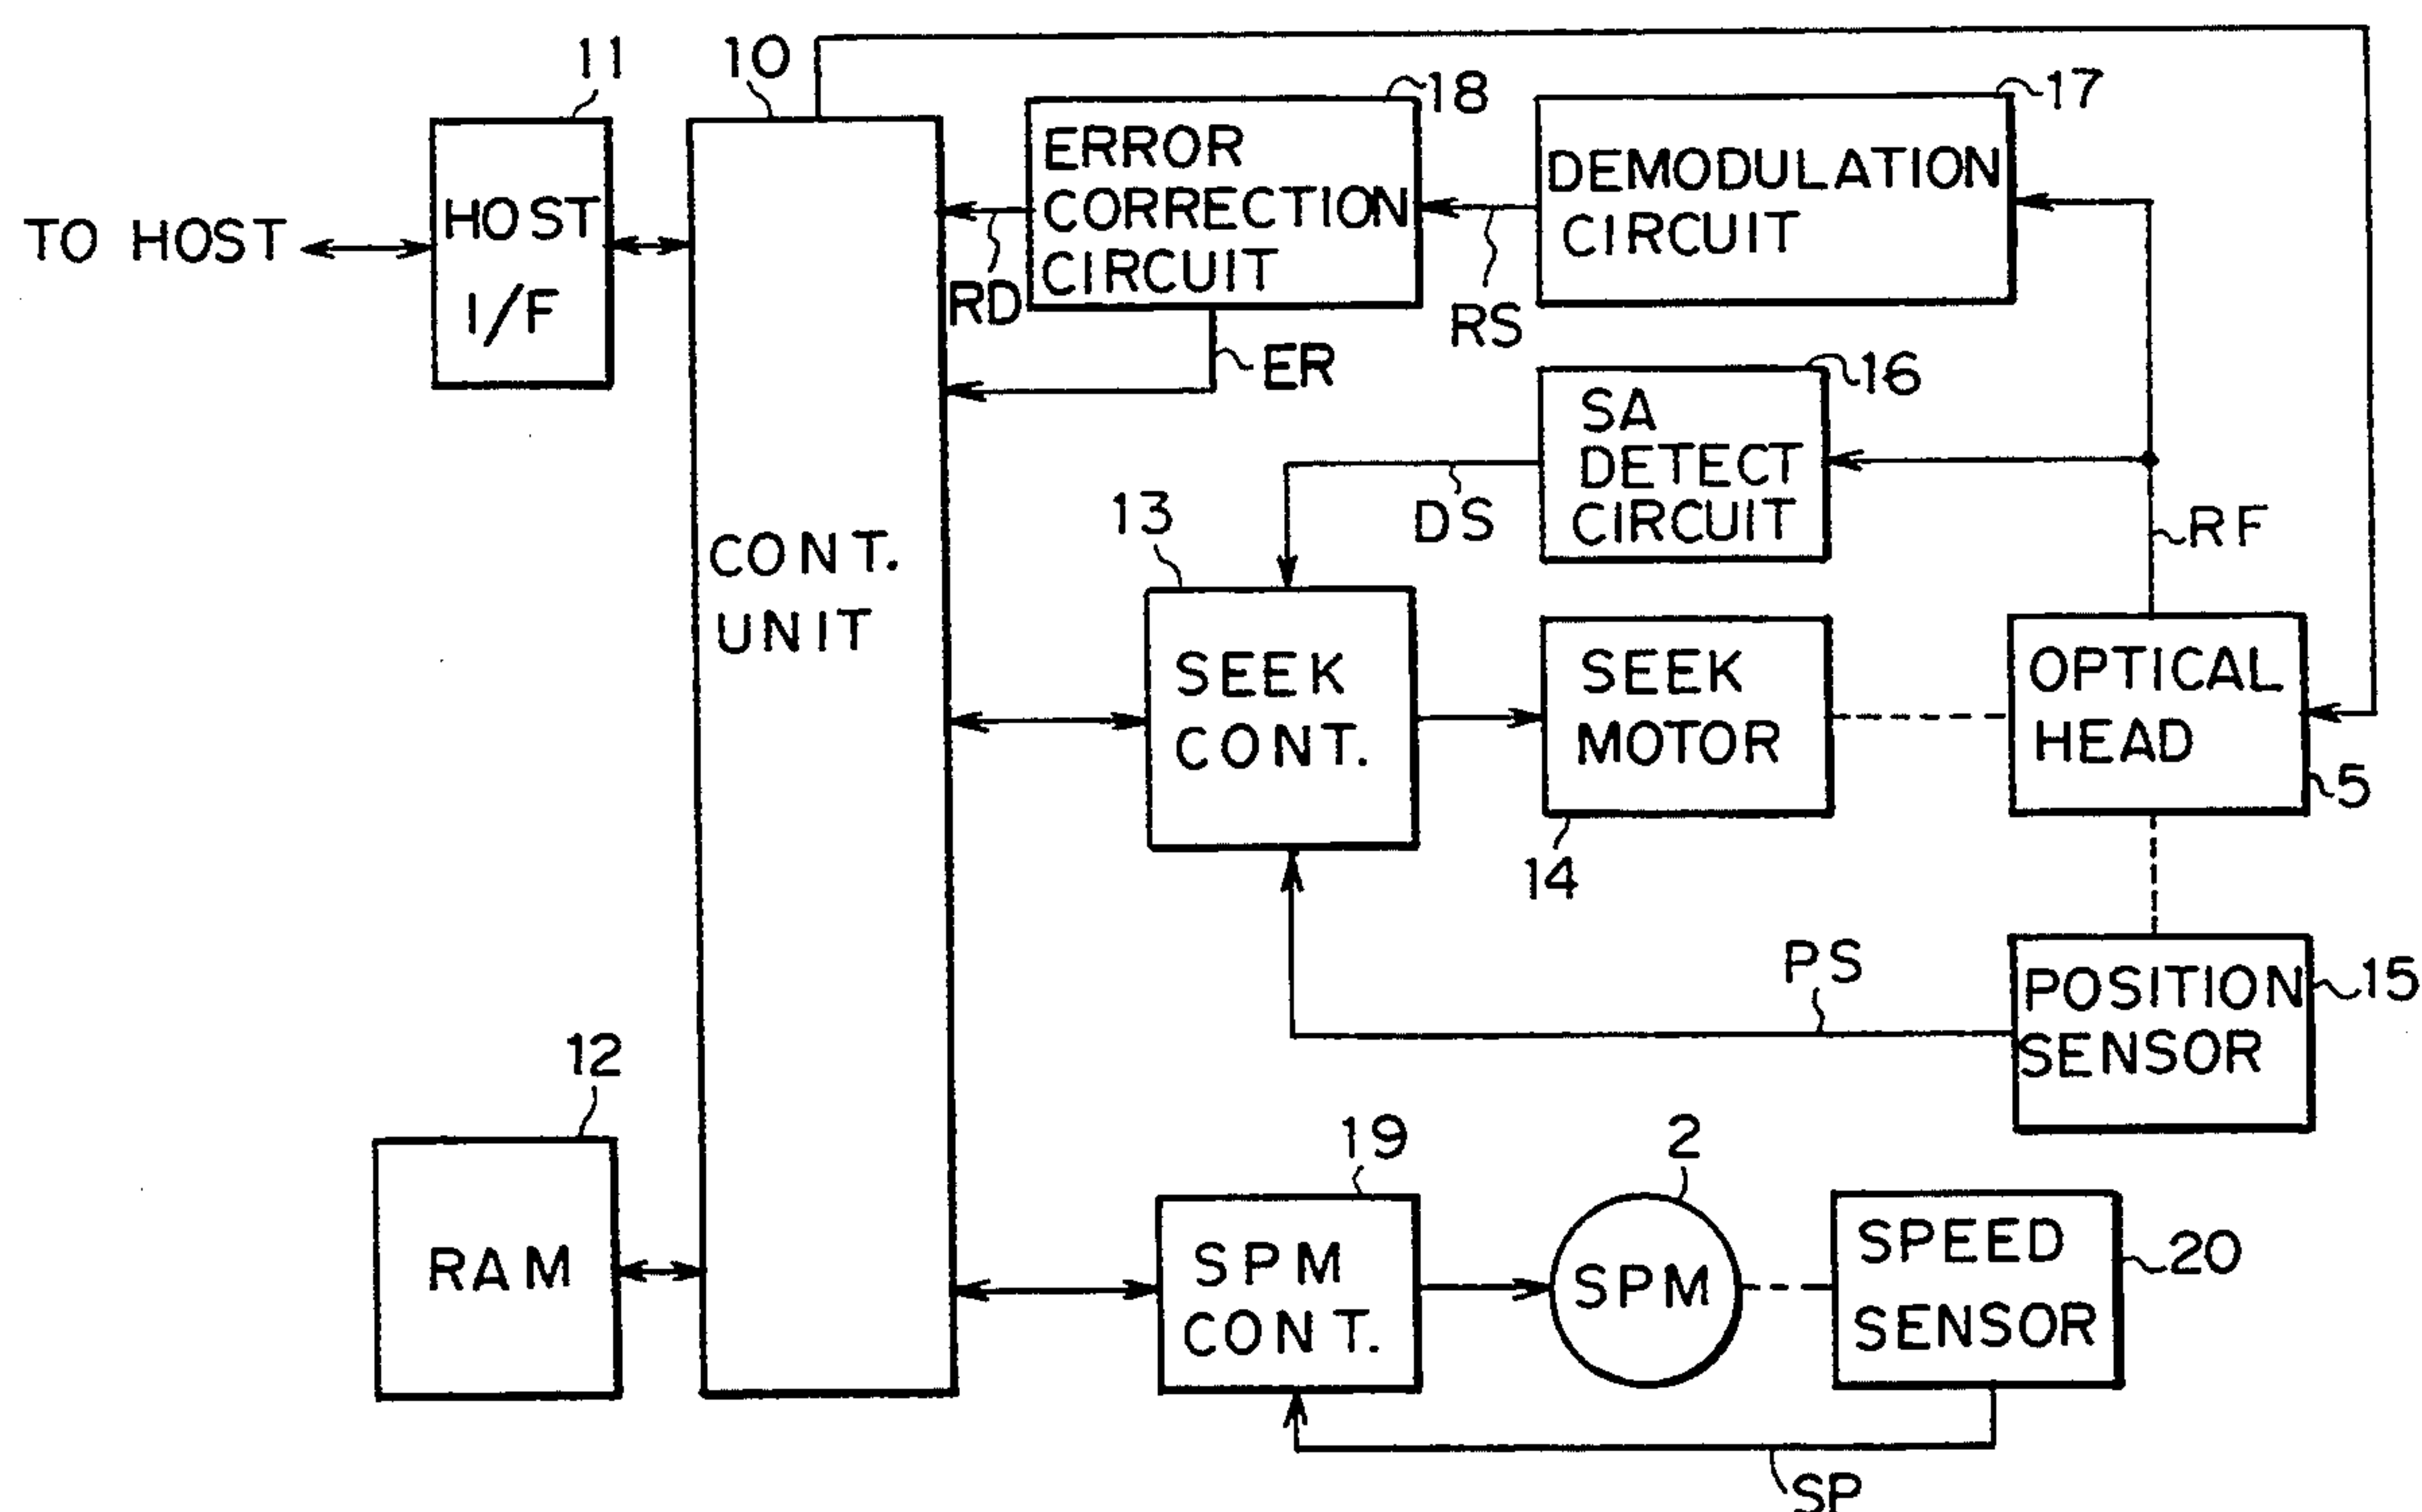 11
10
18
17
TO HOST
HOST
I/F
CONT.
UNIT
ERROR
CORRECTION
CIRCUIT
DEMODULATION
CIRCUIT
RD
RS
ER
16
SA
DETECT
CIRCUIT
DS
RF
13
SEEK
CONT.
SEEK
MOTOR
14
OPTICAL
HEAD
5
PS
POSITION
SENSOR
15
12
RAM
19
SPM
CONT.
2
SPM
SPEED
SENSOR
20
SP